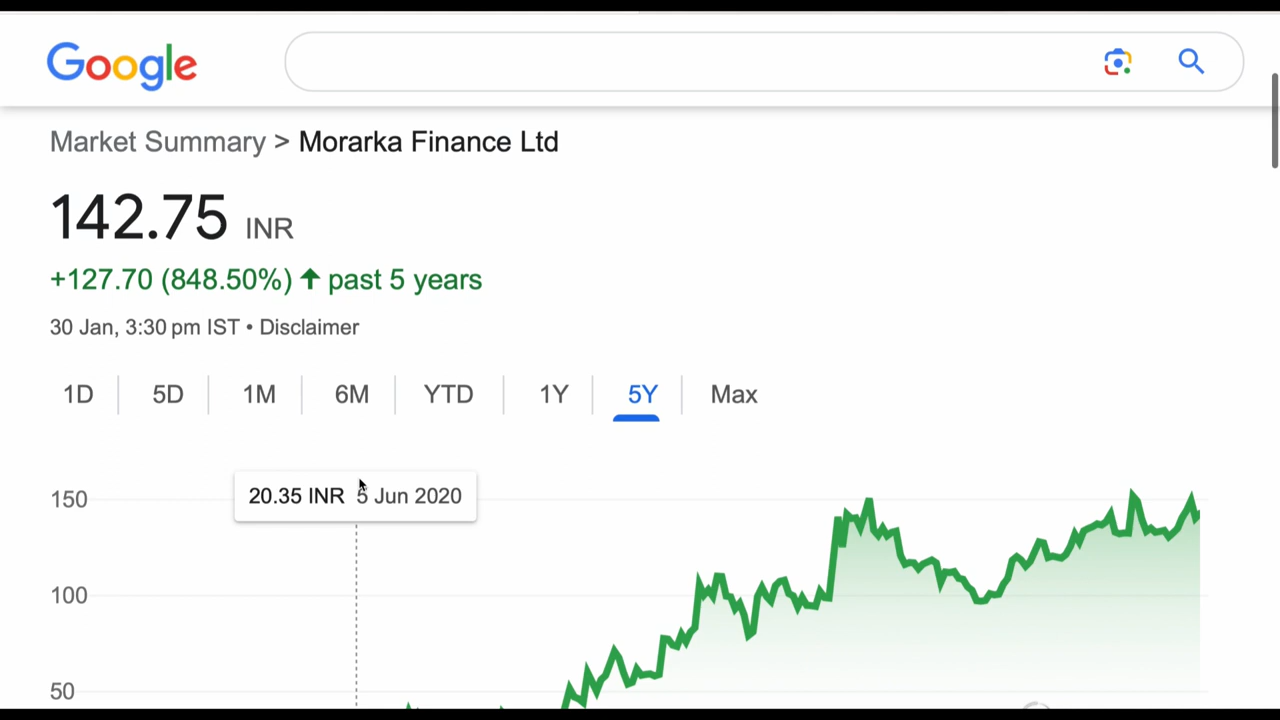 Google
Market Summary > Morarka Finance Ltd
142.75 INR
+127.70 (848.50%) ↑ past 5 years
30 Jan, 3:30 pm IST • Disclaimer
1D 5D 1M 6M YTD 1Y 5Y Max
20.35 INR 5 Jun 2020
150
100
50